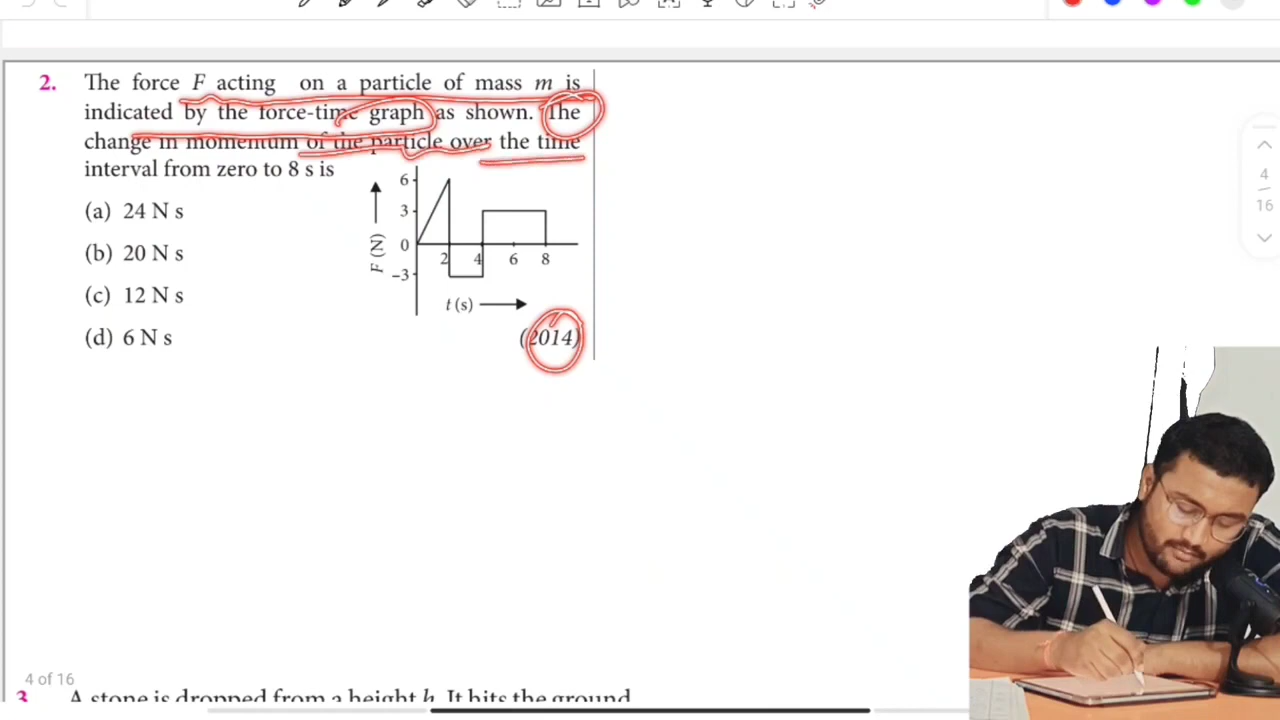 2. The force F acting on a particle of mass m is
indicated by the force-time graph as shown. The
change in momentum of the particle over the time
interval from zero to 8 s is
(a) 24 N s
(b) 20 N s
(c) 12 N s
(d) 6 N s
6
3
0
–3
F (N)
2 4 6 8
t (s)
(2014)
4
16
4 of 16
3. A stone is dropped from a height h. It hits the ground